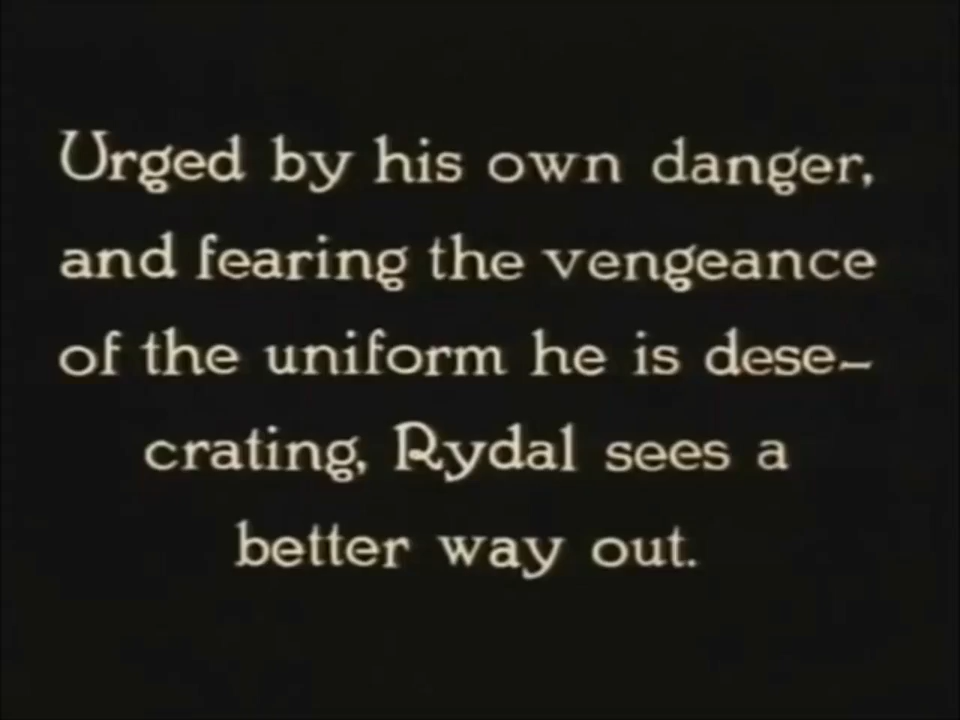 Urged by his own danger,
and fearing the vengeance
of the uniform he is dese-
crating, Rydal sees a
better way out.